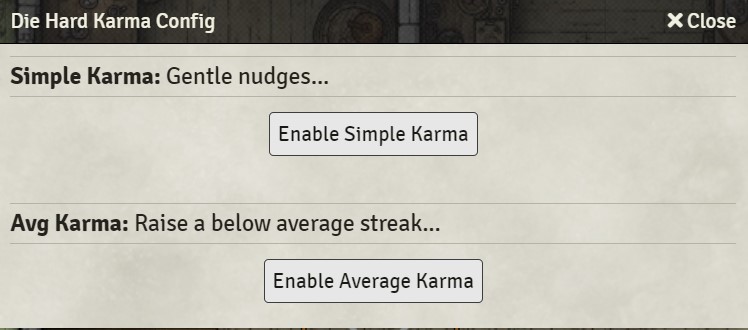 Die Hard Karma Config
Close
Simple Karma: Gentle nudges...
Enable Simple Karma
Avg Karma: Raise a below average streak...
Enable Average Karma